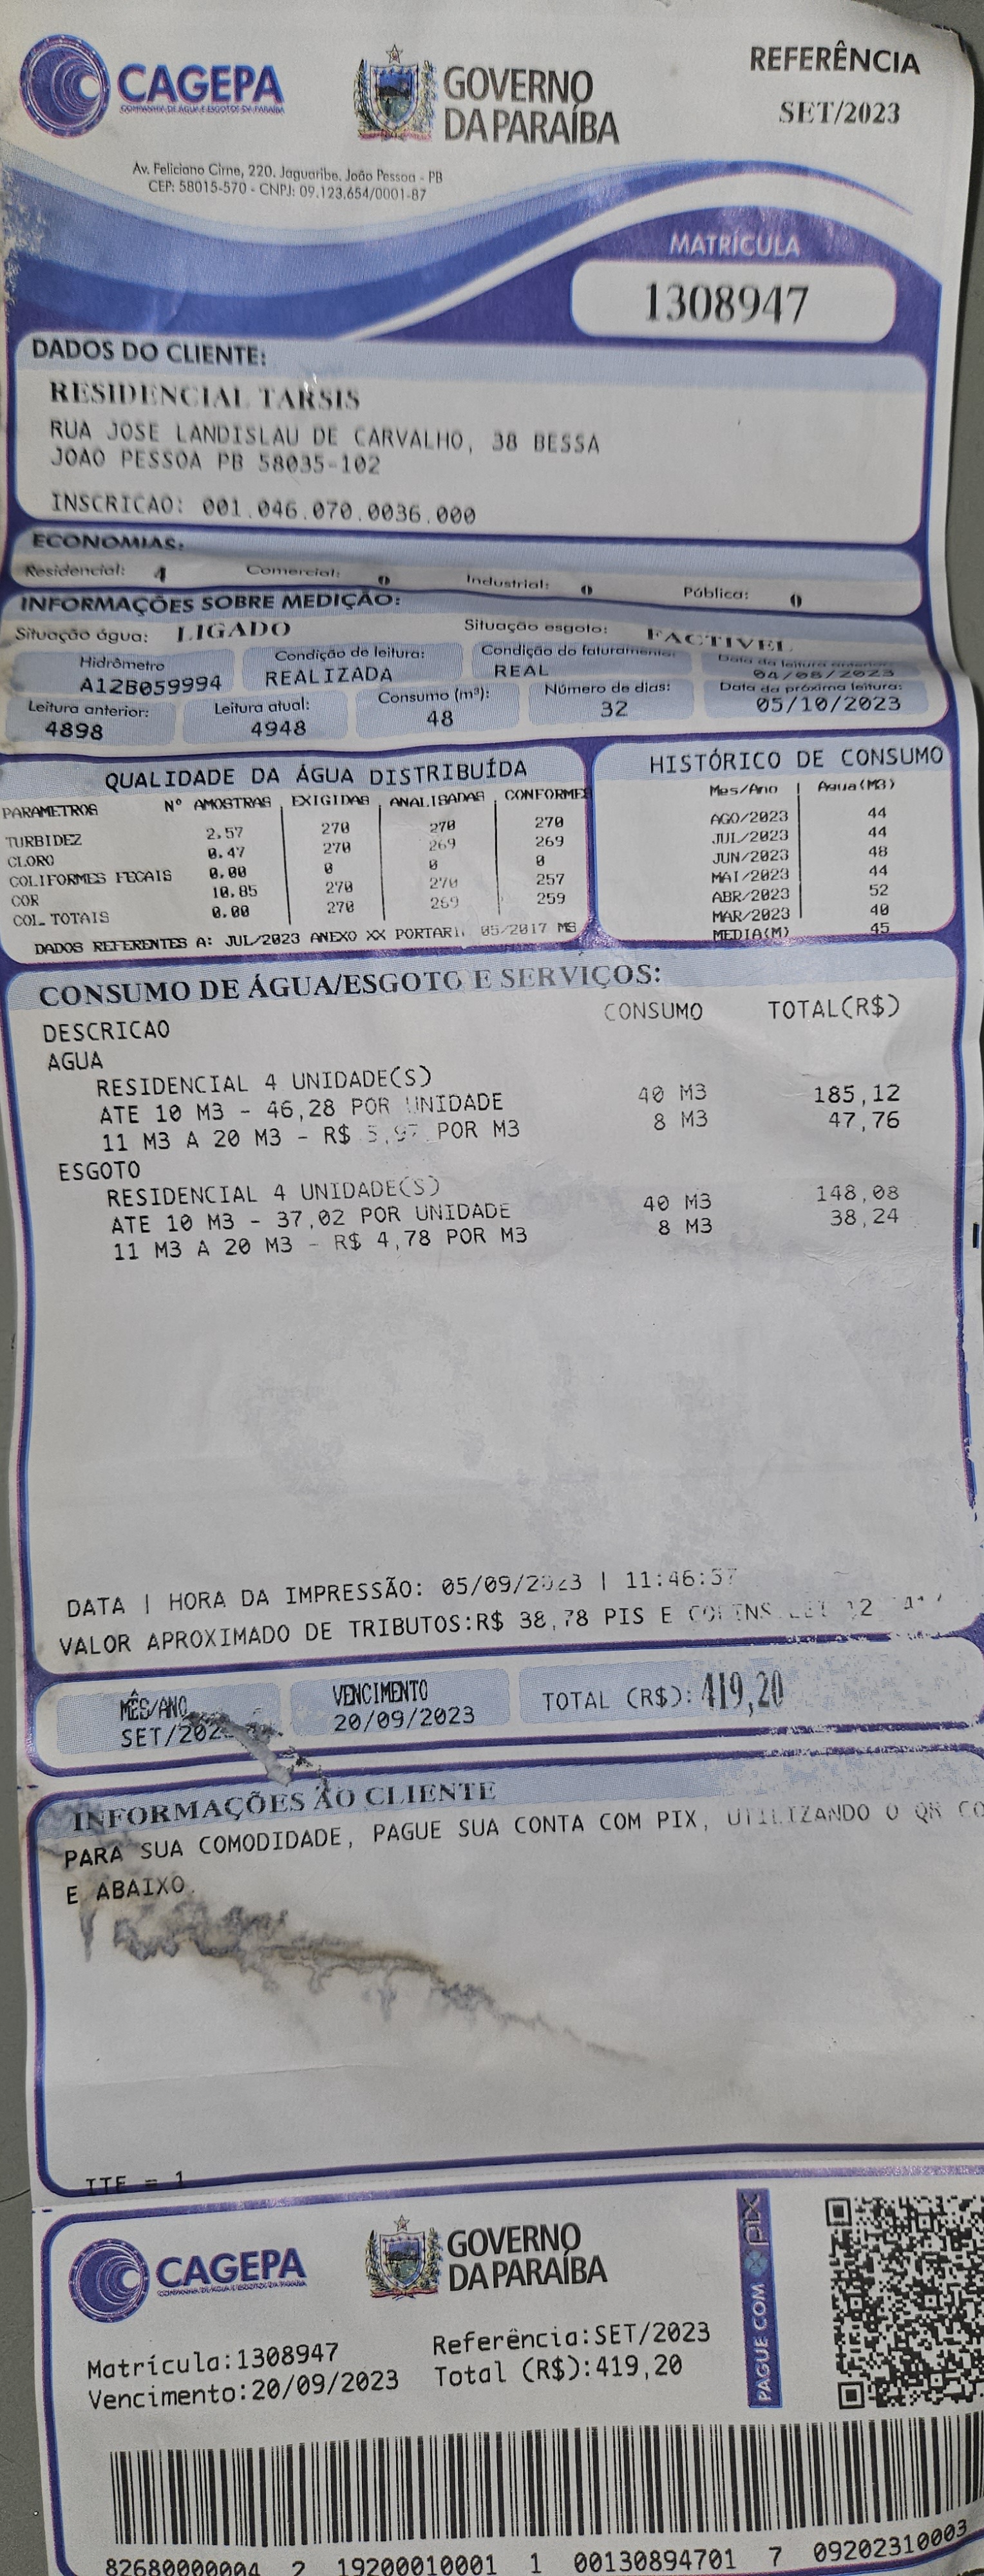 CAGEPA
COMPANHIA DE ÁGUA E ESGOTOS DA PARAÍBA
GOVERNO
DA PARAÍBA
REFERÊNCIA
SET/2023
Av. Feliciano Cirne, 220. Jaguaribe. João Pessoa - PB
CEP: 58015-570 - CNPJ: 09.123.654/0001-87
MATRÍCULA
1308947
DADOS DO CLIENTE:
RESIDENCIAL TARSIS
RUA JOSE LANDISLAU DE CARVALHO, 38 BESSA
JOAO PESSOA PB 58035-102
INSCRICAO: 001.046.070.0036.000
ECONOMIAS:
Residencial: 4 Comercial: 0 Industrial: 0 Pública: 0
INFORMAÇÕES SOBRE MEDIÇÃO:
Situação água: LIGADO Situação esgoto: FACTIVEL
Hidrômetro Condição de leitura: Condição do faturamento: Data da leitura anterior:
A12B059994 REALIZADA REAL 04/08/2023
Leitura anterior: Leitura atual: Consumo (m³): Número de dias: Data da próxima leitura:
4898 4948 48 32 05/10/2023
QUALIDADE DA ÁGUA DISTRIBUÍDA
PARAMETROS Nº AMOSTRAS EXIGIDAS ANALISADAS CONFORMES
TURBIDEZ 2.57 270 270 270
CLORO 0.47 270 269 269
COLIFORMES FECAIS 0.00 0 0 0
COR 10.85 270 270 257
COL TOTAIS 0.00 270 269 259
DADOS REFERENTES A: JUL/2023 ANEXO XX PORTARI 05/2017 MS
HISTÓRICO DE CONSUMO
Mes/Ano | Agua(M3)
AGO/2023 44
JUL/2023 44
JUN/2023 48
MAI/2023 44
ABR/2023 52
MAR/2023 40
MEDIA(M) 45
CONSUMO DE ÁGUA/ESGOTO E SERVIÇOS:
DESCRICAO CONSUMO TOTAL(R$)
AGUA
RESIDENCIAL 4 UNIDADE(S)
ATE 10 M3 - 46,28 POR UNIDADE 40 M3 185,12
11 M3 A 20 M3 - R$ 5,97 POR M3 8 M3 47,76
ESGOTO
RESIDENCIAL 4 UNIDADE(S)
ATE 10 M3 - 37,02 POR UNIDADE 40 M3 148,08
11 M3 A 20 M3 - R$ 4,78 POR M3 8 M3 38,24
DATA | HORA DA IMPRESSÃO: 05/09/2023 | 11:46:57
VALOR APROXIMADO DE TRIBUTOS:R$ 38,78 PIS E COFINS LEI 12
MÊS/ANO VENCIMENTO TOTAL (R$): 419,20
SET/202 20/09/2023
INFORMAÇÕES AO CLIENTE
PARA SUA COMODIDADE, PAGUE SUA CONTA COM PIX, UTILIZANDO O QR CO
E ABAIXO.
ITE = 1
CAGEPA
COMPANHIA DE ÁGUA E ESGOTOS DA PARAÍBA
GOVERNO
DA PARAÍBA
PAGUE COM pix
Matrícula:1308947 Referência:SET/2023
Vencimento:20/09/2023 Total (R$):419,20
82680000004 2 19200010001 1 00130894701 7 09202310003